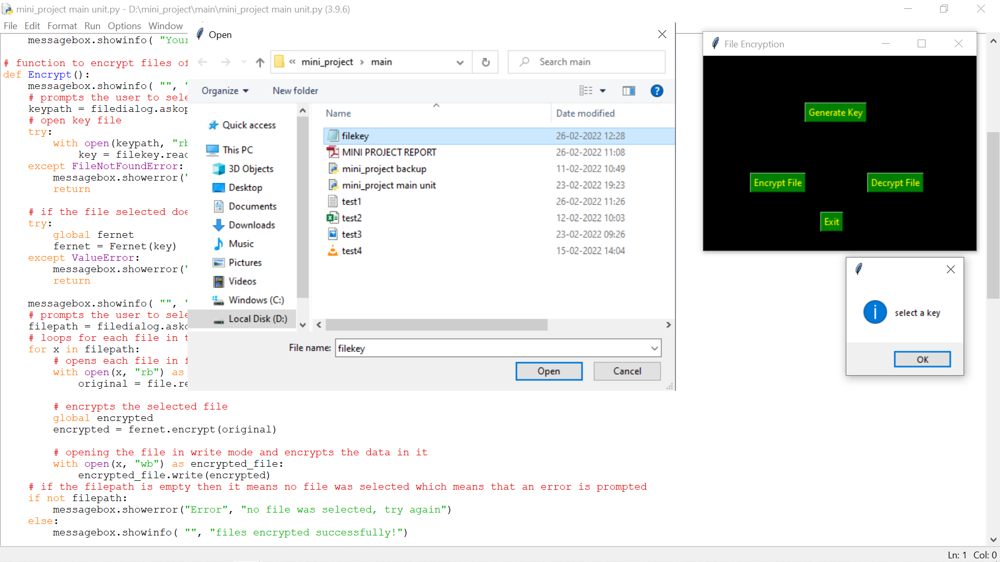 mini_project main unit.py - D:\mini_project\main\mini_project main unit.py (3.9.6)
File Edit Format Run Options Window
messagebox.showinfo( "Your
# function to encrypt files of
def Encrypt():
messagebox.showinfo( "", "
# prompts the user to sele
keypath = filedialog.askop
# open key file
try:
with open(keypath, "rb
key = filekey.read
except FileNotFoundError:
messagebox.showerror("
return
# if the file selected doe
try:
global fernet
fernet = Fernet(key)
except ValueError:
messagebox.showerror("
return
messagebox.showinfo( "", "
# prompts the user to sele
filepath = filedialog.asko
# loops for each file in t
for x in filepath:
# opens each file in f
with open(x, "rb") as
original = file.re
# encrypts the selected file
global encrypted
encrypted = fernet.encrypt(original)
# opening the file in write mode and encrypts the data in it
with open(x, "wb") as encrypted_file:
encrypted_file.write(encrypted)
# if the filepath is empty then it means no file was selected which means that an error is prompted
if not filepath:
messagebox.showerror("Error", "no file was selected, try again")
else:
messagebox.showinfo( "", "files encrypted successfully!")
Ln: 1 Col: 0
Open
« mini_project › main
Search main
Organize
New folder
Quick access
This PC
3D Objects
Desktop
Documents
Downloads
Music
Pictures
Videos
Windows (C:)
Local Disk (D:)
Name Date modified
filekey 26-02-2022 12:28
MINI PROJECT REPORT 26-02-2022 11:08
mini_project backup 11-02-2022 10:49
mini_project main unit 23-02-2022 19:23
test1 26-02-2022 11:26
test2 12-02-2022 10:03
test3 23-02-2022 09:26
test4 15-02-2022 14:04
File name: filekey
Open Cancel
File Encryption
Generate Key
Encrypt File Decrypt File
Exit
select a key
OK